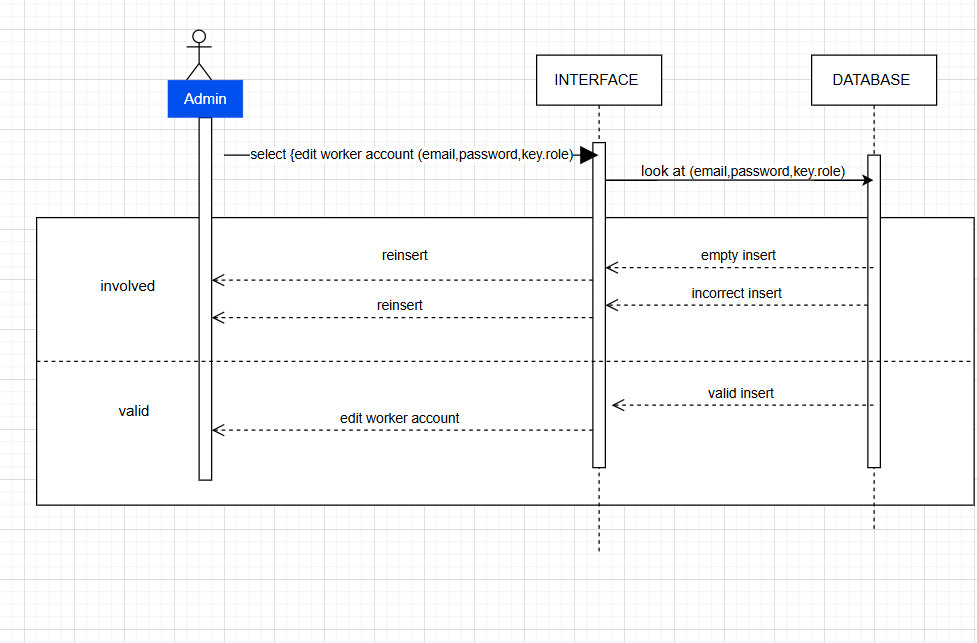 Admin
INTERFACE
DATABASE
select {edit worker account (email,password,key.role)
look at (email,password,key.role)
reinsert
empty insert
involved
incorrect insert
reinsert
valid insert
valid
edit worker account